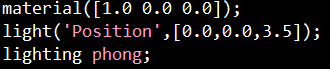 material([1.0 0.0 0.0]);
light('Position',[0.0,0.0,3.5]);
lighting phong;